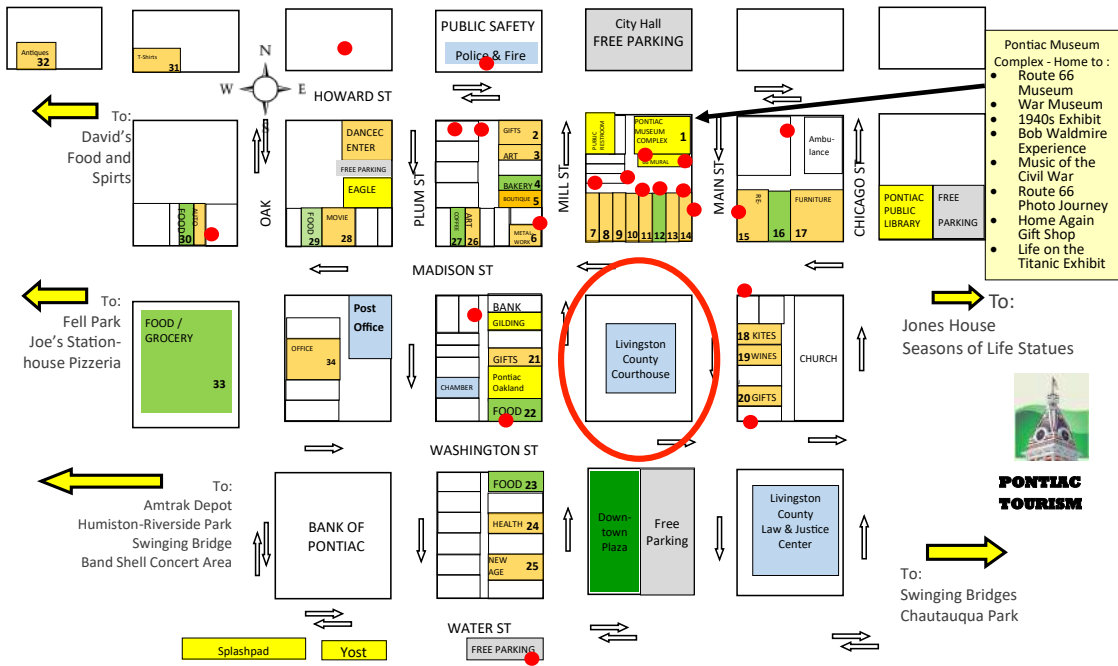 Antiques
32
T-Shirts
31
PUBLIC SAFETY
Police & Fire
City Hall
FREE PARKING
N
W
E
S
HOWARD ST
Pontiac Museum
Complex - Home to :
• Route 66
Museum
• War Museum
• 1940s Exhibit
• Bob Waldmire
Experience
• Music of the
Civil War
• Route 66
Photo Journey
• Home Again
Gift Shop
• Life on the
Titanic Exhibit
To:
David's
Food and
Spirts
FOOD
30
AUTO
OAK
DANCEC
ENTER
FREE PARKING
EAGLE
FOOD
29
MOVIE
28
PLUM ST
GIFTS 2
ART 3
BAKERY 4
BOUTIQUE 5
COFFEE
27
ART
26
METAL
WORK 6
MILL ST
PUBLIC
RESTROOM
PONTIAC
MUSEUM
COMPLEX
1
MURAL
7 8 9 10 11 12 13 14
MAIN ST
Ambu-
lance
RE-
15
16
FURNITURE
17
CHICAGO ST
PONTIAC
PUBLIC
LIBRARY
FREE
PARKING
MADISON ST
To:
Fell Park
Joe's Station-
house Pizzeria
FOOD /
GROCERY
33
Post
Office
OFFICE
34
BANK
GILDING
GIFTS 21
CHAMBER
Pontiac
Oakland
FOOD 22
Livingston
County
Courthouse
18 KITES
19 WINES
20 GIFTS
CHURCH
To:
Jones House
Seasons of Life Statues
PONTIAC
TOURISM
WASHINGTON ST
To:
Amtrak Depot
Humiston-Riverside Park
Swinging Bridge
Band Shell Concert Area
BANK OF
PONTIAC
FOOD 23
HEALTH 24
NEW
AGE 25
Down-
town
Plaza
Free
Parking
Livingston
County
Law & Justice
Center
To:
Swinging Bridges
Chautauqua Park
WATER ST
Splashpad
Yost
FREE PARKING